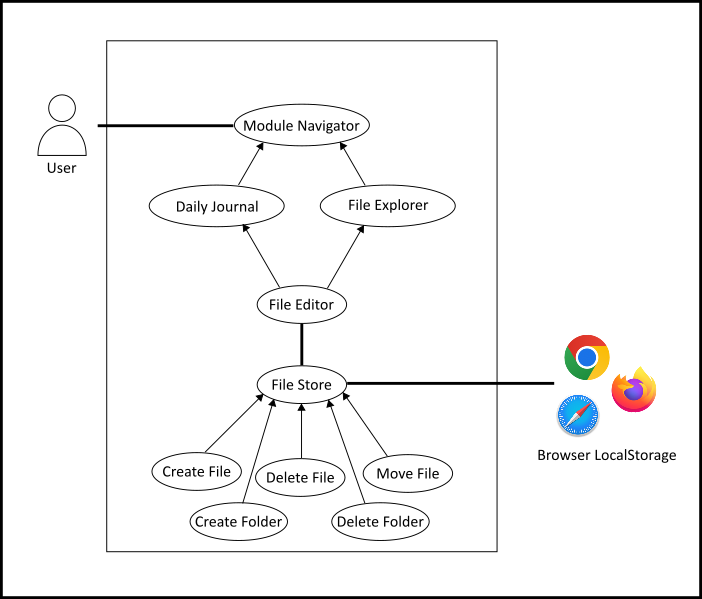 Module Navigator
User
Daily Journal
File Explorer
File Editor
File Store
Browser LocalStorage
Create File
Delete File
Move File
Create Folder
Delete Folder